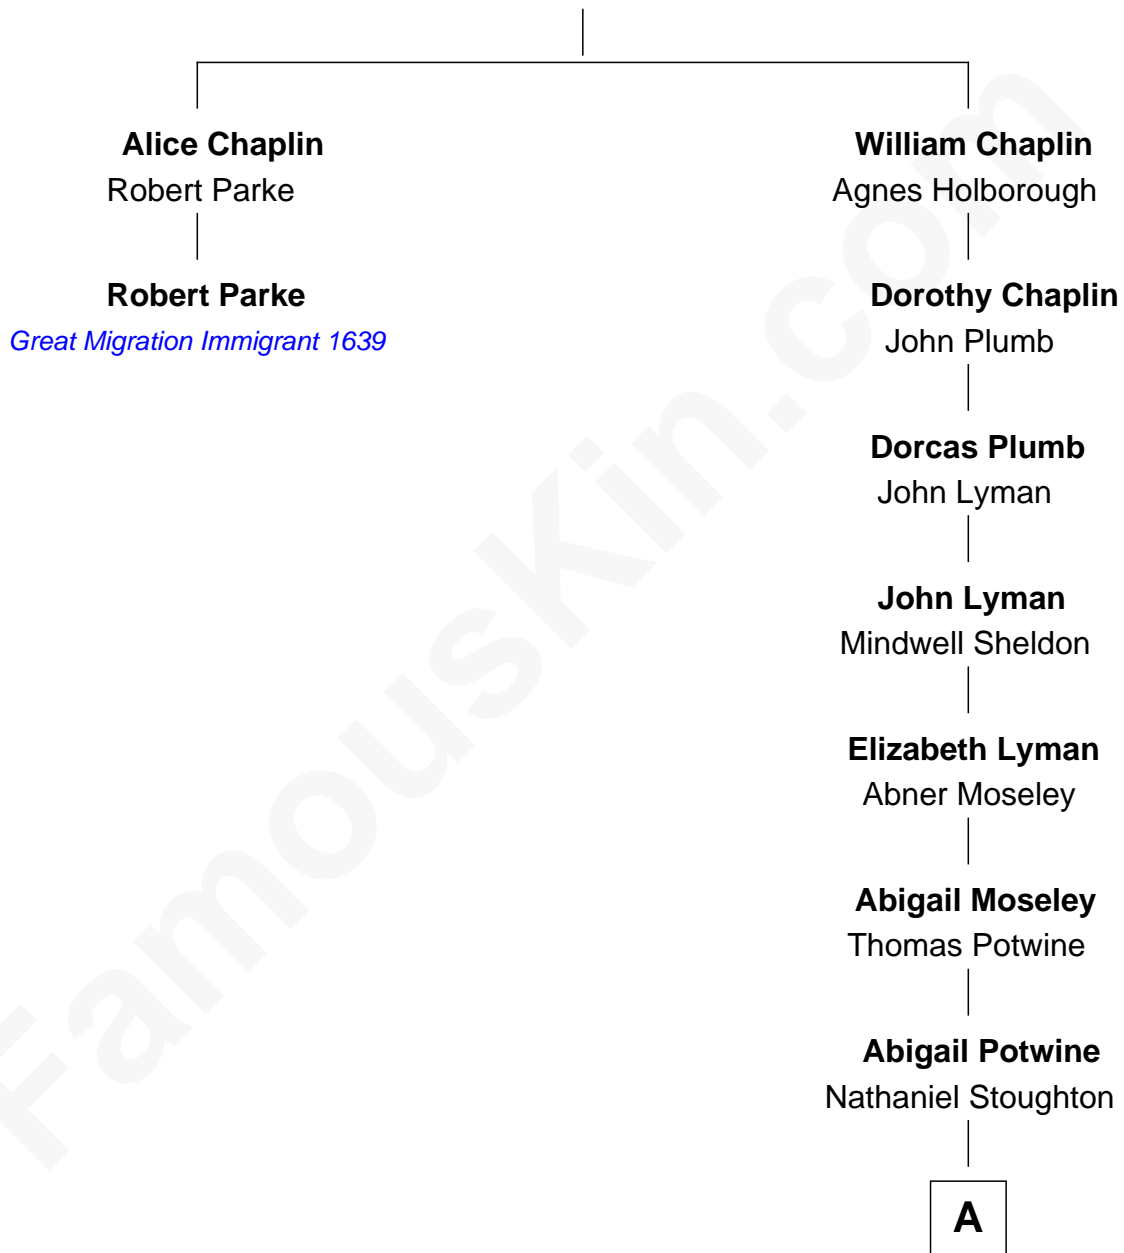 Alice Chaplin
Robert Parke
Robert Parke
Great Migration Immigrant 1639
William Chaplin
Agnes Holborough
Dorothy Chaplin
John Plumb
Dorcas Plumb
John Lyman
John Lyman
Mindwell Sheldon
Elizabeth Lyman
Abner Moseley
Abigail Moseley
Thomas Potwine
Abigail Potwine
Nathaniel Stoughton
A
FamousKin.com